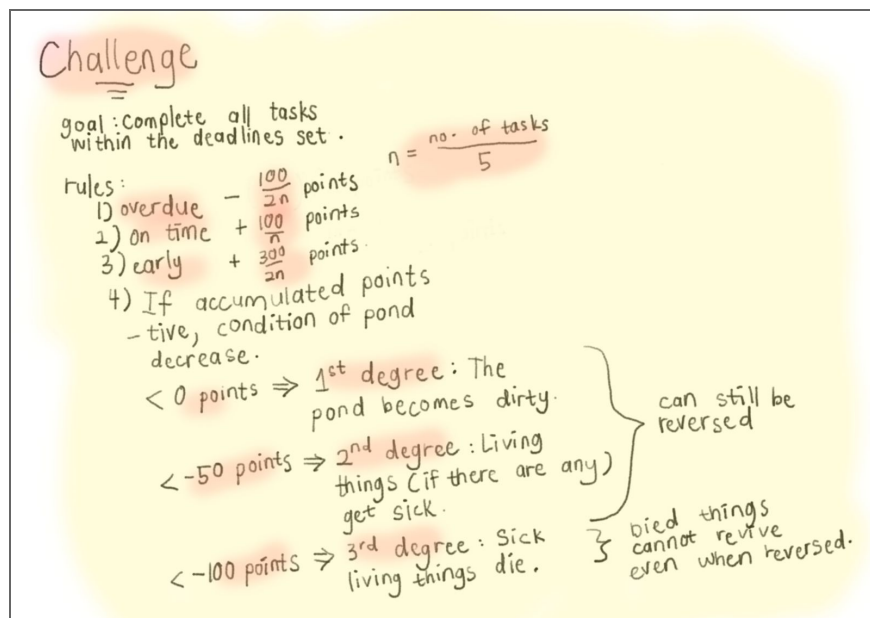 Challenge
goal : Complete all tasks
within the deadlines set .
n = no. of tasks / 5
rules :
1) overdue - 100/2n points
2) on time + 100/n points
3) early + 300/2n points.
4) If accumulated points
-tive, condition of pond
decrease.
< 0 points ⇒ 1st degree : The
pond becomes dirty.
can still be
reversed
< -50 points ⇒ 2nd degree : Living
things (if there are any)
get sick.
< -100 points ⇒ 3rd degree : Sick
living things die.
Died things
cannot revive
even when reversed.